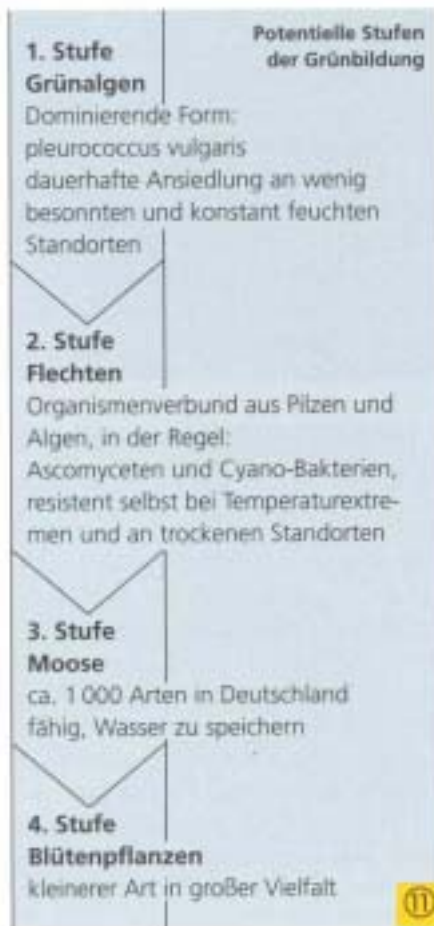 Potentielle Stufen
der Grünbildung
1. Stufe
Grünalgen
Dominierende Form:
pleurococcus vulgaris
dauerhafte Ansiedlung an wenig
besonnten und konstant feuchten
Standorten
2. Stufe
Flechten
Organismenverbund aus Pilzen und
Algen, in der Regel:
Ascomyceten und Cyano-Bakterien,
resistent selbst bei Temperaturextre-
men und an trockenen Standorten
3. Stufe
Moose
ca. 1 000 Arten in Deutschland
fähig, Wasser zu speichern
4. Stufe
Blütenpflanzen
kleinerer Art in großer Vielfalt
⑪